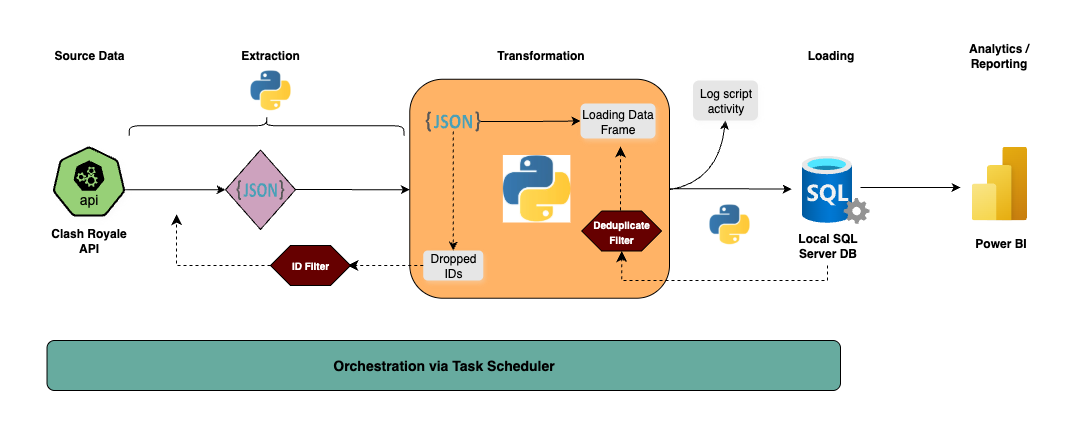 Source Data
Extraction
Transformation
Loading
Analytics /
Reporting
Log script
activity
{JSON}
Loading Data
Frame
api
{JSON}
SQL
Deduplicate
Filter
Clash Royale
API
Local SQL
Server DB
Power BI
ID Filter
Dropped
IDs
Orchestration via Task Scheduler